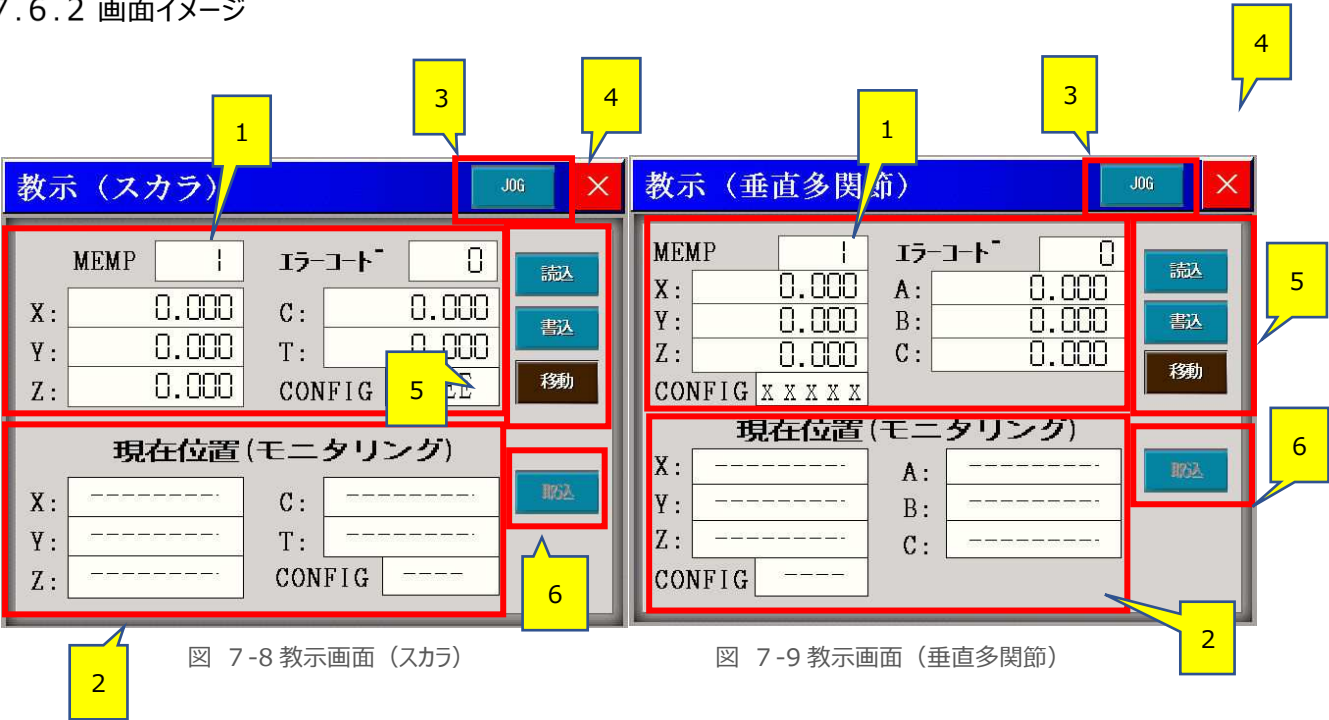 ７.６.２ 画面イメージ
4
3
4
3
1
1
教示（スカラ）
JOG
×
教示（垂直多関節）
JOG
×
MEMP
1
ｴﾗｰｺｰﾄﾞ
0
読込
X:
0.000
C:
0.000
書込
Y:
0.000
T:
0.000
移動
Z:
0.000
CONFIG
5
現在位置(モニタリング)
取込
X:
--------
C:
--------
Y:
--------
T:
--------
Z:
--------
CONFIG
----
6
2
図 7-8 教示画面（スカラ）
MEMP
1
ｴﾗｰｺｰﾄﾞ
0
読込
X:
0.000
A:
0.000
5
Y:
0.000
B:
0.000
書込
Z:
0.000
C:
0.000
移動
CONFIG
XXXXX
現在位置(モニタリング)
6
取込
X:
--------
A:
--------
Y:
--------
B:
--------
Z:
--------
C:
--------
CONFIG
----
2
図 7-9 教示画面（垂直多関節）